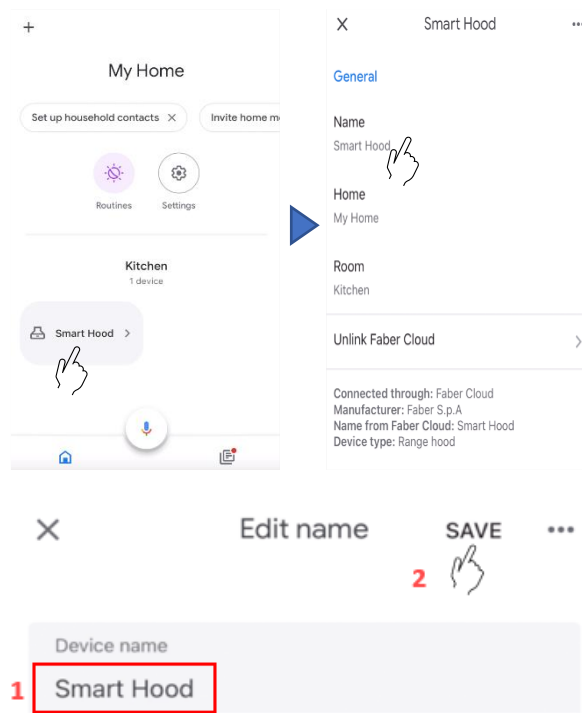 +
My Home
Set up household contacts ×
Invite home m
Routines
Settings
Kitchen
1 device
Smart Hood >
× Smart Hood •••
General
Name
Smart Hood
Home
My Home
Room
Kitchen
Unlink Faber Cloud >
Connected through: Faber Cloud
Manufacturer: Faber S.p.A
Name from Faber Cloud: Smart Hood
Device type: Range hood
× Edit name SAVE •••
2
Device name
1 Smart Hood